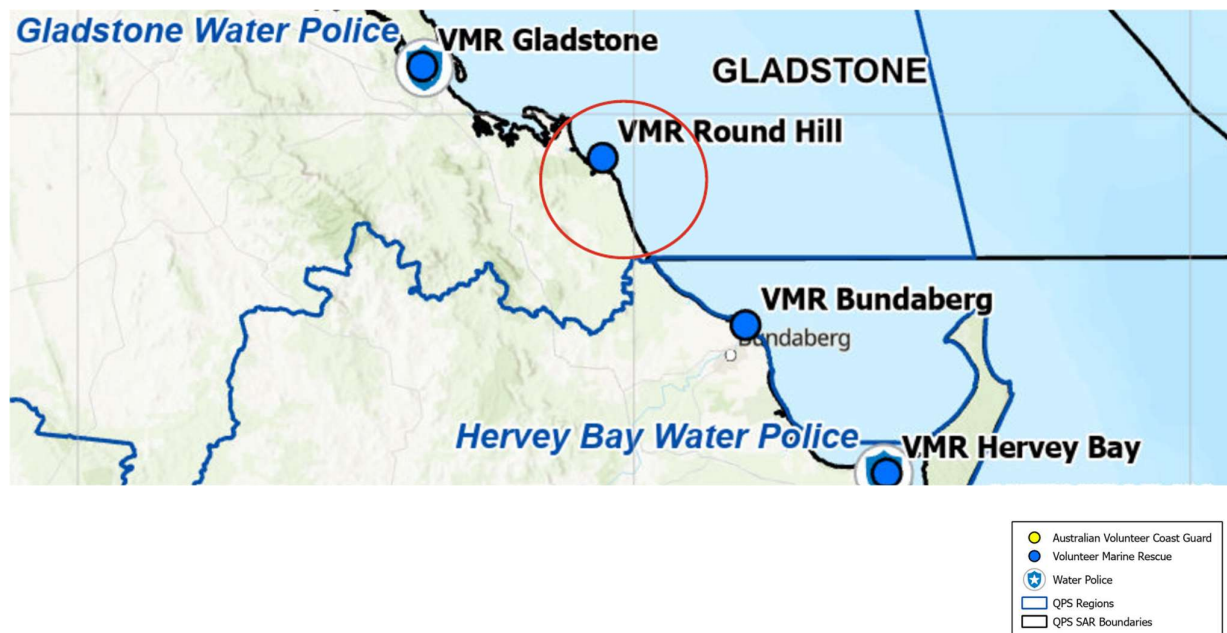 Gladstone Water Police
VMR Gladstone
GLADSTONE
VMR Round Hill
VMR Bundaberg
Bundaberg
Hervey Bay Water Police
VMR Hervey Bay
Australian Volunteer Coast Guard
Volunteer Marine Rescue
Water Police
QPS Regions
QPS SAR Boundaries